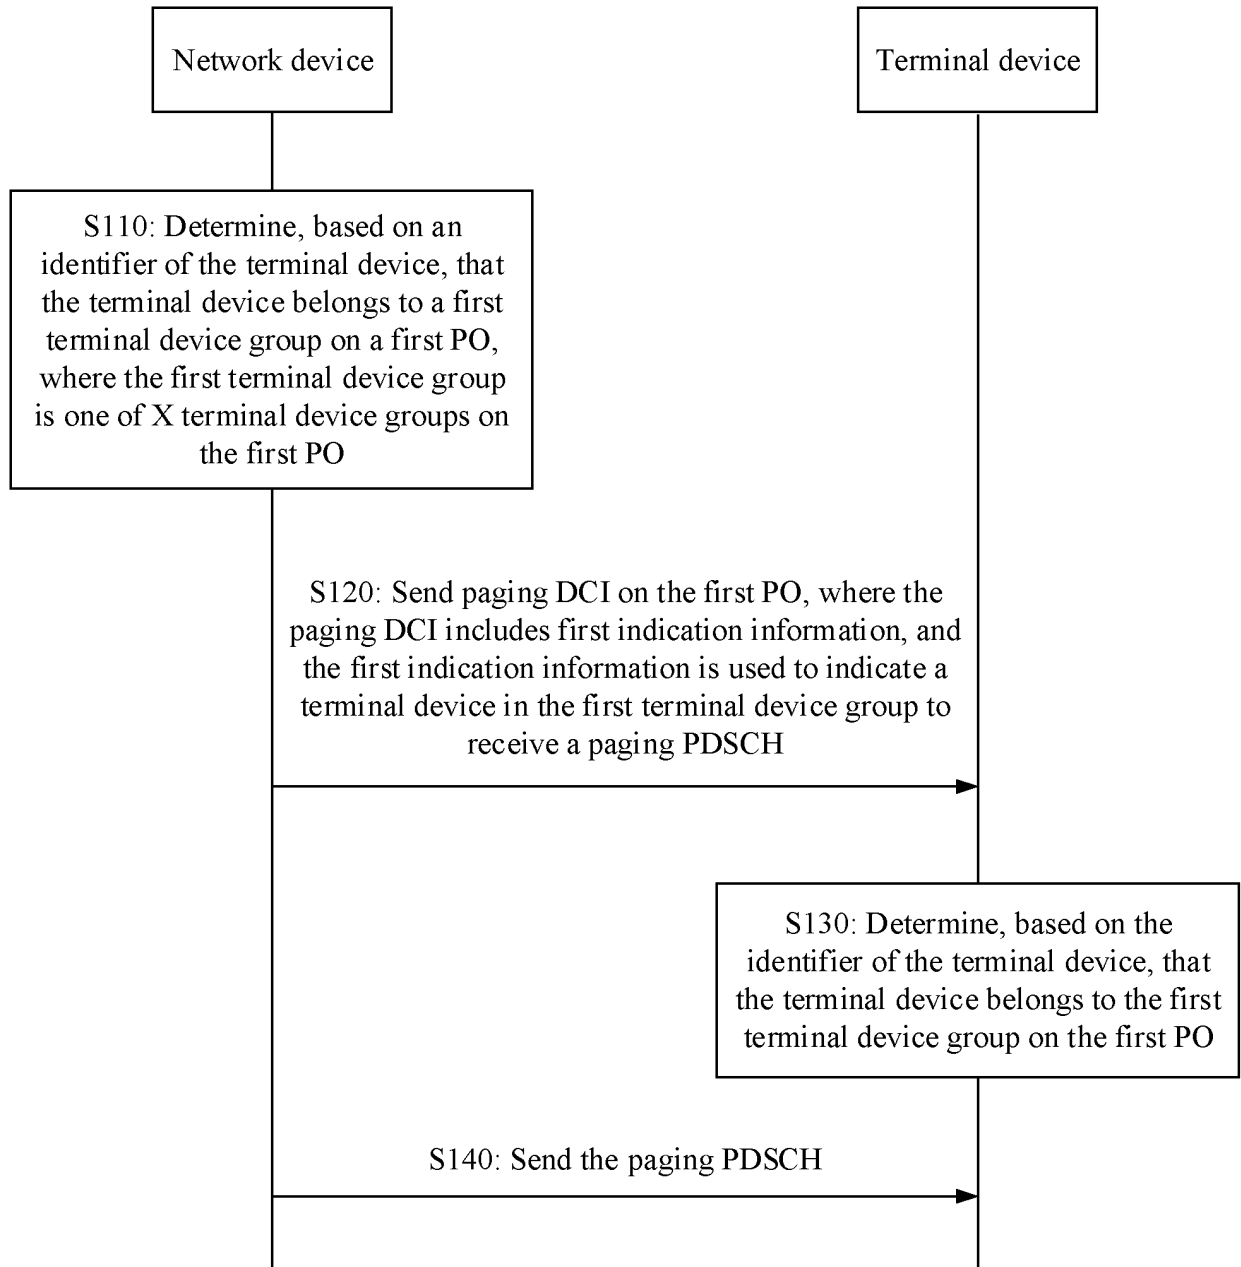 Network device
Terminal device
S110: Determine, based on an
identifier of the terminal device, that
the terminal device belongs to a first
terminal device group on a first PO,
where the first terminal device group
is one of X terminal device groups on
the first PO
S120: Send paging DCI on the first PO, where the
paging DCI includes first indication information, and
the first indication information is used to indicate a
terminal device in the first terminal device group to
receive a paging PDSCH
S130: Determine, based on the
identifier of the terminal device, that
the terminal device belongs to the first
terminal device group on the first PO
S140: Send the paging PDSCH